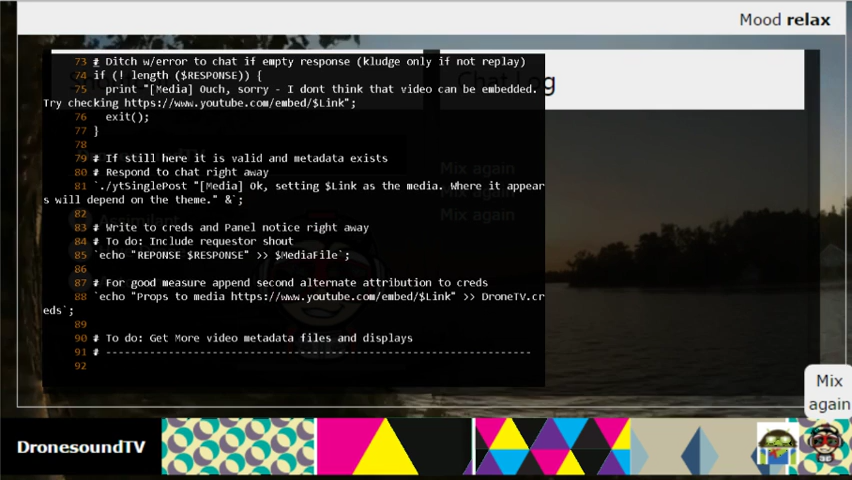 Mood relax
73 # Ditch w/error to chat if empty response (kludge only if not replay)
74 if (! length ($RESPONSE)) {
75 print "[Media] Ouch, sorry - I dont think that video can be embedded.
Try checking https://www.youtube.com/embed/$Link";
76 exit();
77 }
78
79 # If still here it is valid and metadata exists
80 # Respond to chat right away
81 `./ytSinglePost "[Media] Ok, setting $Link as the media. Where it appear
s will depend on the theme." &`;
82
83 # Write to creds and Panel notice right away
84 # To do: Include requestor shout
85 `echo "REPONSE $RESPONSE" >> $MediaFile`;
86
87 # For good measure append second alternate attribution to creds
88 `echo "Props to media https://www.youtube.com/embed/$Link" >> DroneTV.cr
eds`;
89
90 # To do: Get More video metadata files and displays
91 # -----------------------------------------------------------------------
92
Chat Log
Mix again
Mix again
Mix again
Mix
again
DronesoundTV